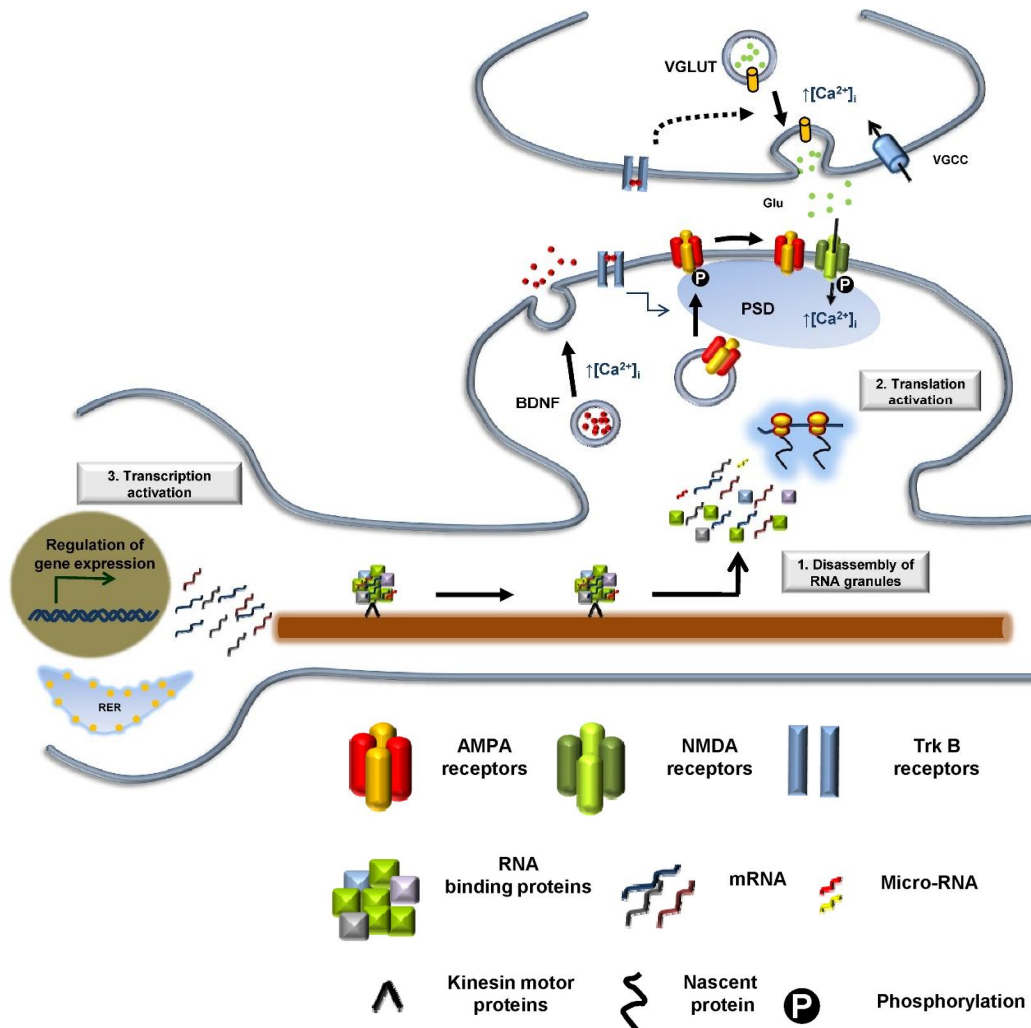 VGLUT
↑[Ca²⁺]i
VGCC
Glu
P
P
PSD
↑[Ca²⁺]i
↑[Ca²⁺]i
BDNF
2. Translation
activation
3. Transcription
activation
Regulation of
gene expression
1. Disassembly of
RNA granules
RER
AMPA
receptors
NMDA
receptors
Trk B
receptors
RNA
binding proteins
mRNA
Micro-RNA
Kinesin motor
proteins
Nascent
protein
P
Phosphorylation